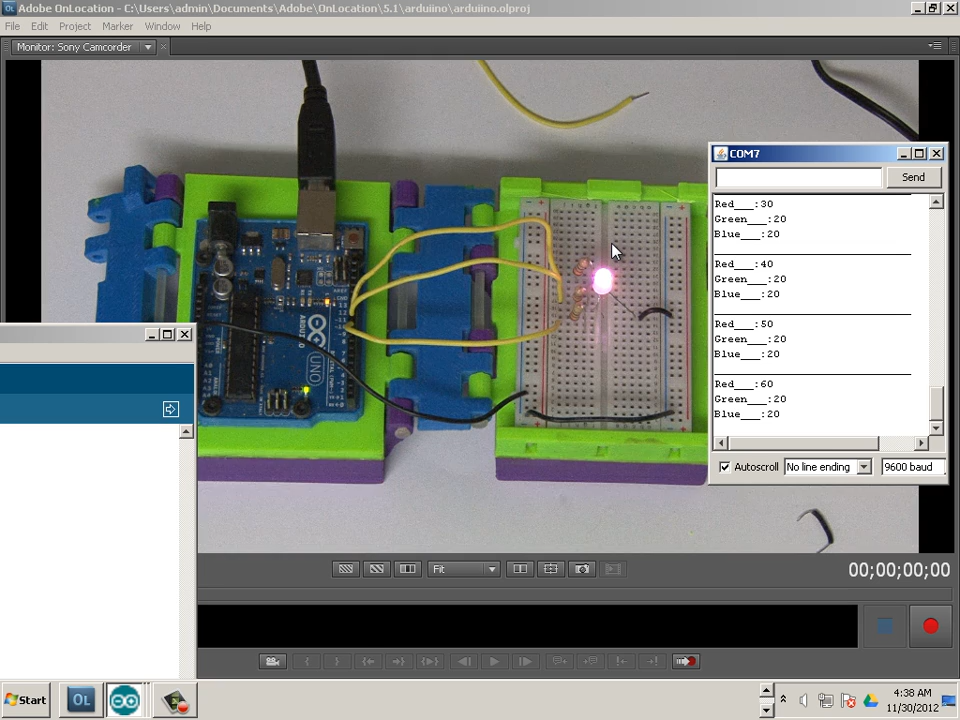 Adobe OnLocation - C:\Users\admin\Documents\Adobe\OnLocation\5.1\arduiino\arduiino.olproj
File Edit Project Marker Window Help
Monitor: Sony Camcorder
COM7
Send
Red___:30
Green___:20
Blue___:20
Red___:40
Green___:20
Blue___:20
Red___:50
Green___:20
Blue___:20
Red___:60
Green___:20
Blue___:20
Autoscroll No line ending 9600 baud
ARDUINO
UNO
Fit
00;00;00;00
Start
OL
4:38 AM
11/30/2012